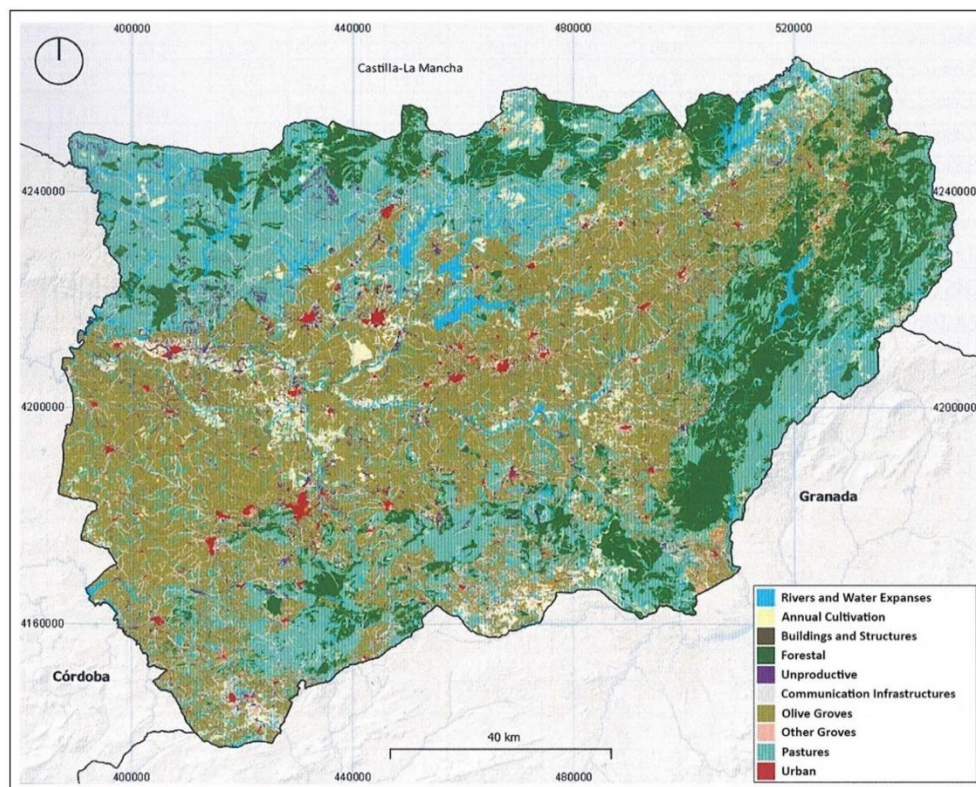 400000 440000 480000 520000
Castilla-La Mancha
4240000 4240000
4200000 4200000
Granada
4160000
Córdoba
400000 440000 480000
40 km
Rivers and Water Expanses
Annual Cultivation
Buildings and Structures
Forestal
Unproductive
Communication Infrastructures
Olive Groves
Other Groves
Pastures
Urban